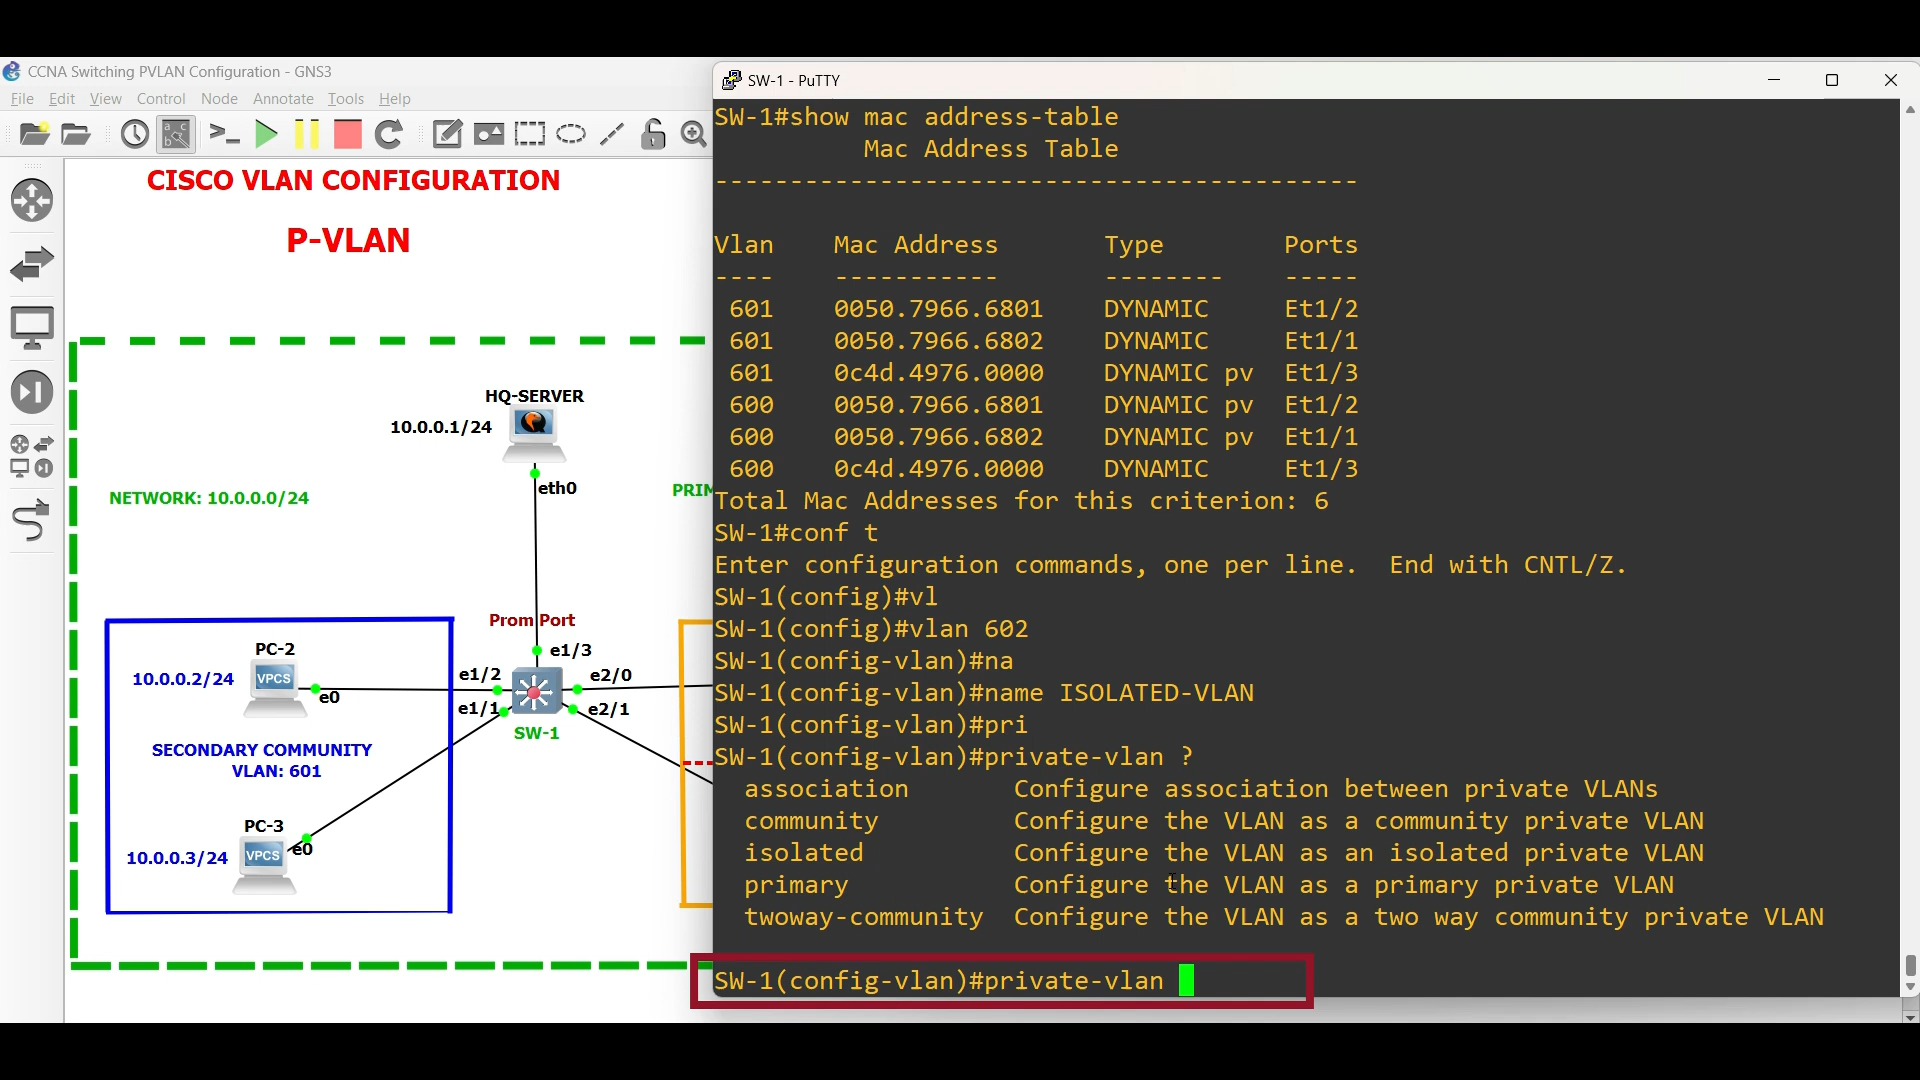 CCNA Switching PVLAN Configuration - GNS3
File Edit View Control Node Annotate Tools Help
CISCO VLAN CONFIGURATION
P-VLAN
HQ-SERVER
10.0.0.1/24
eth0
NETWORK: 10.0.0.0/24
PRIM
Prom Port
e1/3
PC-2
10.0.0.2/24
VPCS
e0
e1/2
e2/0
e1/1
e2/1
SW-1
SECONDARY COMMUNITY
VLAN: 601
PC-3
10.0.0.3/24
VPCS
e0
SW-1 - PuTTY
SW-1#show mac address-table
Mac Address Table
-------------------------------------------
Vlan Mac Address Type Ports
---- ----------- -------- -----
601 0050.7966.6801 DYNAMIC Et1/2
601 0050.7966.6802 DYNAMIC Et1/1
601 0c4d.4976.0000 DYNAMIC pv Et1/3
600 0050.7966.6801 DYNAMIC pv Et1/2
600 0050.7966.6802 DYNAMIC pv Et1/1
600 0c4d.4976.0000 DYNAMIC Et1/3
Total Mac Addresses for this criterion: 6
SW-1#conf t
Enter configuration commands, one per line. End with CNTL/Z.
SW-1(config)#vl
SW-1(config)#vlan 602
SW-1(config-vlan)#na
SW-1(config-vlan)#name ISOLATED-VLAN
SW-1(config-vlan)#pri
SW-1(config-vlan)#private-vlan ?
association Configure association between private VLANs
community Configure the VLAN as a community private VLAN
isolated Configure the VLAN as an isolated private VLAN
primary Configure the VLAN as a primary private VLAN
twoway-community Configure the VLAN as a two way community private VLAN
SW-1(config-vlan)#private-vlan